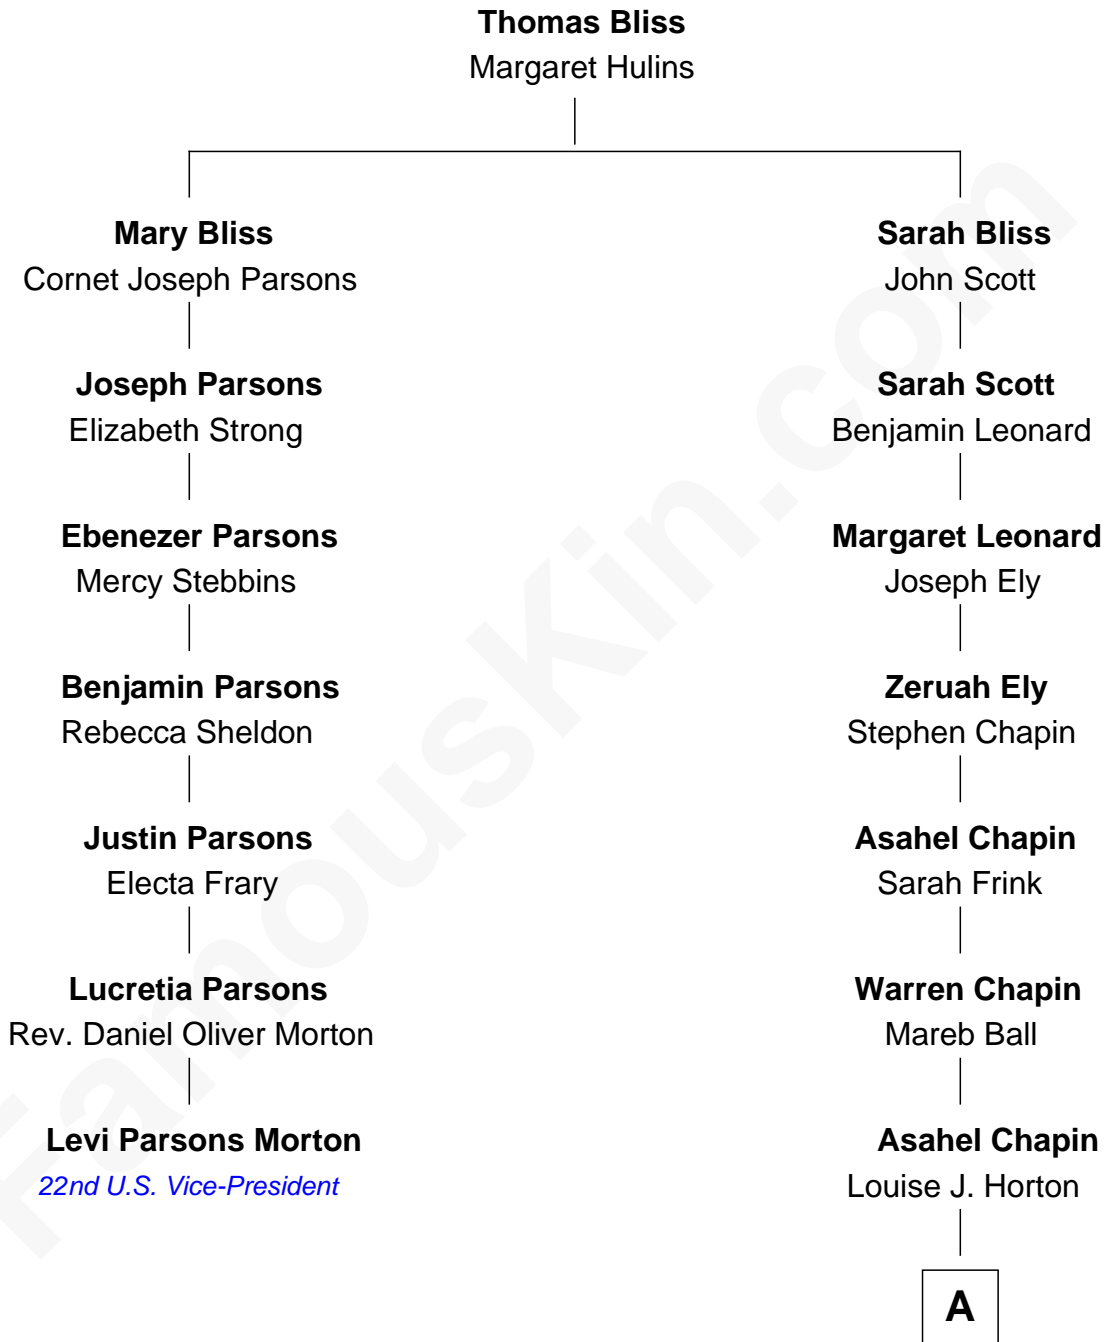 Thomas Bliss
Margaret Hulins
Mary Bliss
Cornet Joseph Parsons
Sarah Bliss
John Scott
Joseph Parsons
Elizabeth Strong
Sarah Scott
Benjamin Leonard
Ebenezer Parsons
Mercy Stebbins
Margaret Leonard
Joseph Ely
Benjamin Parsons
Rebecca Sheldon
Zeruah Ely
Stephen Chapin
Justin Parsons
Electa Frary
Asahel Chapin
Sarah Frink
Lucretia Parsons
Rev. Daniel Oliver Morton
Warren Chapin
Mareb Ball
Levi Parsons Morton
22nd U.S. Vice-President
Asahel Chapin
Louise J. Horton
A
FamousKin.com